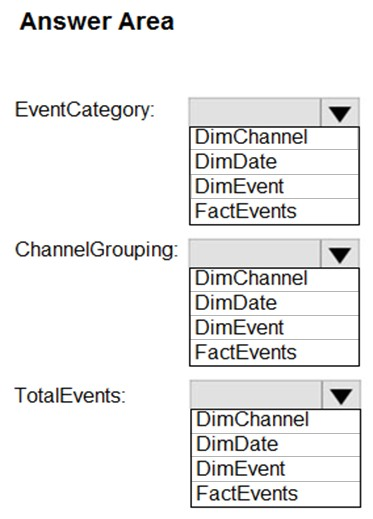 Answer Area
EventCategory:
DimChannel
DimDate
DimEvent
FactEvents
ChannelGrouping:
DimChannel
DimDate
DimEvent
FactEvents
TotalEvents:
DimChannel
DimDate
DimEvent
FactEvents